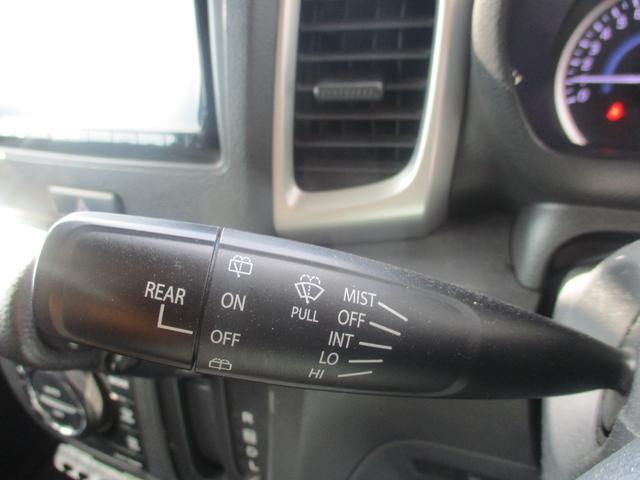 REAR
ON
OFF
PULL
MIST
OFF
INT
LO
HI